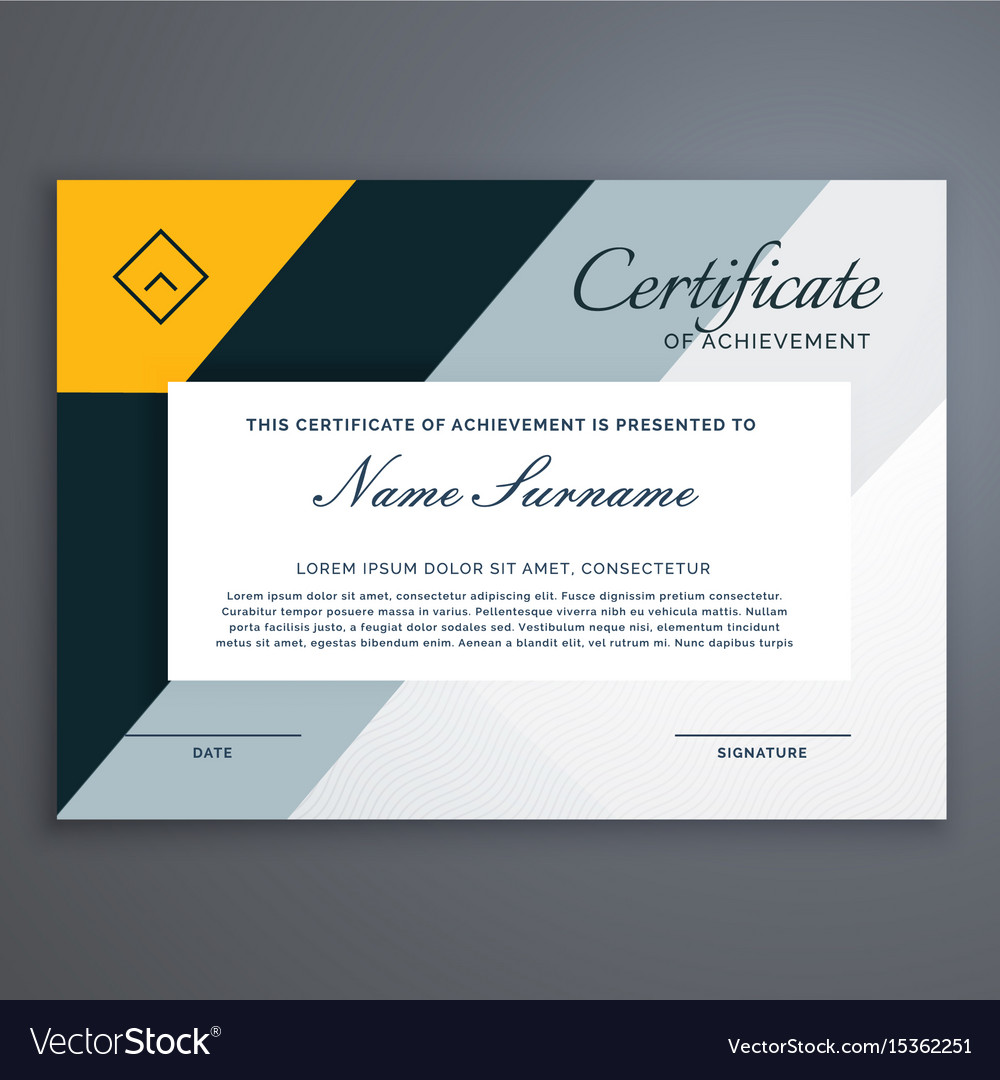 Certificate
OF ACHIEVEMENT
THIS CERTIFICATE OF ACHIEVEMENT IS PRESENTED TO
Name Surname
LOREM IPSUM DOLOR SIT AMET, CONSECTETUR
Lorem ipsum dolor sit amet, consectetur adipiscing elit. Fusce dignissim pretium consectetur.
Curabitur tempor posuere massa in varius. Pellentesque viverra nibh eu vehicula mattis. Nullam
porta facilisis justo, a feugiat dolor sodales sed. Vestibulum neque nisi, elementum tincidunt
metus sit amet, egestas bibendum enim. Aenean a blandit elit, vel rutrum mi. Nunc dapibus turpis
DATE
SIGNATURE
VectorStock®
VectorStock.com/15362251